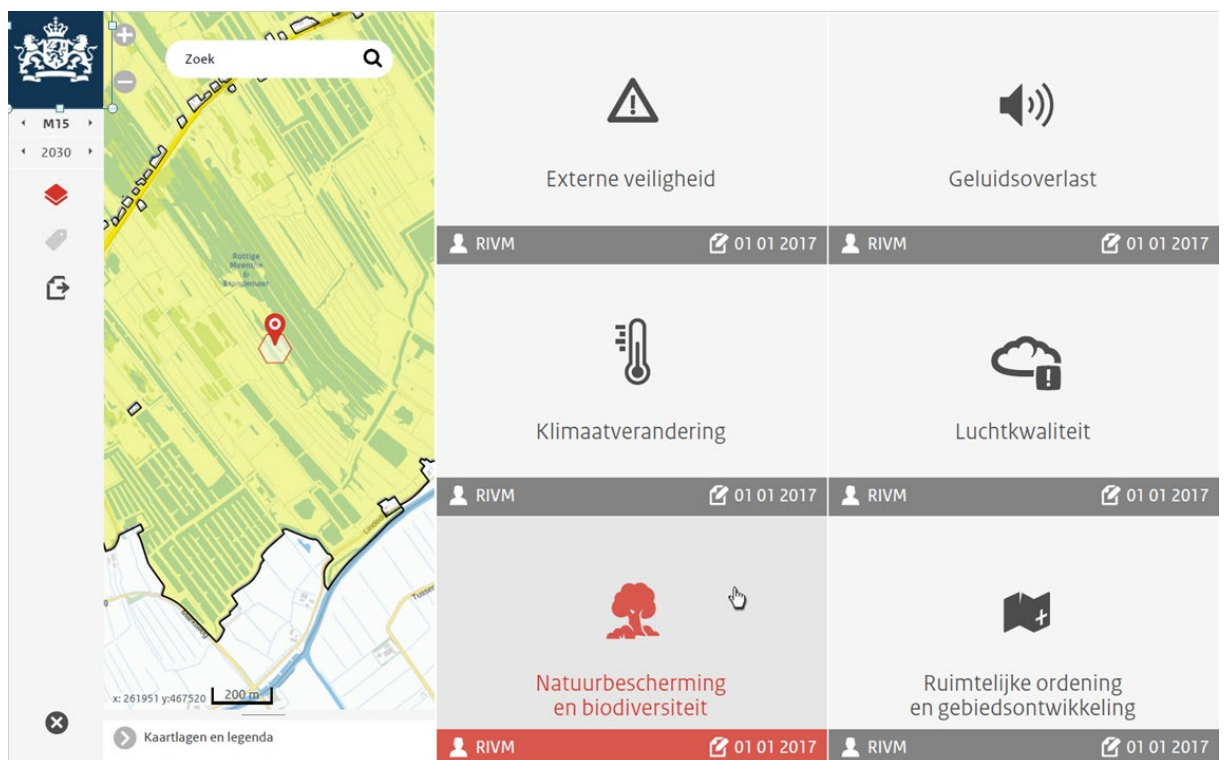 Zoek
M15
2030
Rottige
Meenthe
&
Brandemeer
Lindedijk
x: 261951 y:467520
200 m
Kaartlagen en legenda
Externe veiligheid
RIVM
01 01 2017
Geluidsoverlast
RIVM
01 01 2017
Klimaatverandering
RIVM
01 01 2017
Luchtkwaliteit
RIVM
01 01 2017
Natuurbescherming
en biodiversiteit
RIVM
01 01 2017
Ruimtelijke ordening
en gebiedsontwikkeling
RIVM
01 01 2017